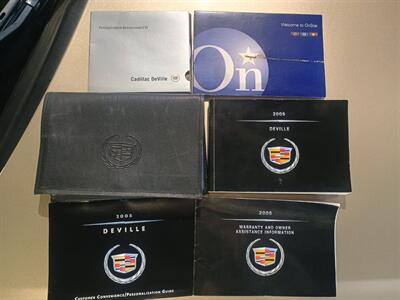 Cadillac DeVille
Welcome to OnStar
On
2005
DEVILLE
2005
DEVILLE
CUSTOMER CONVENIENCE/PERSONALIZATION GUIDE
2005
WARRANTY AND OWNER
ASSISTANCE INFORMATION